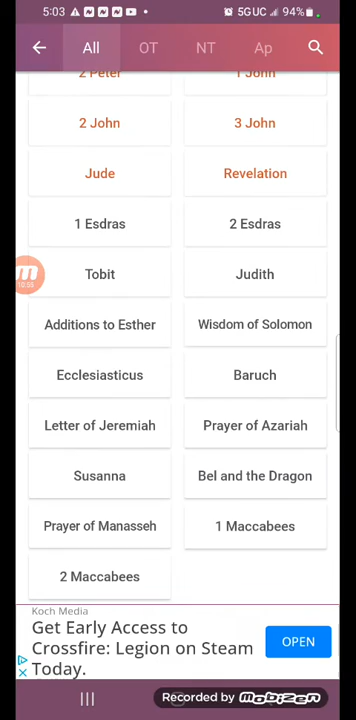 5:03 5GUC 94%
All OT NT Ap
2 Peter 1 John
2 John 3 John
Jude Revelation
1 Esdras 2 Esdras
Tobit Judith
10:55
Additions to Esther Wisdom of Solomon
Ecclesiasticus Baruch
Letter of Jeremiah Prayer of Azariah
Susanna Bel and the Dragon
Prayer of Manasseh 1 Maccabees
2 Maccabees
Koch Media
Get Early Access to
Crossfire: Legion on Steam
Today.
OPEN
Recorded by mobizen